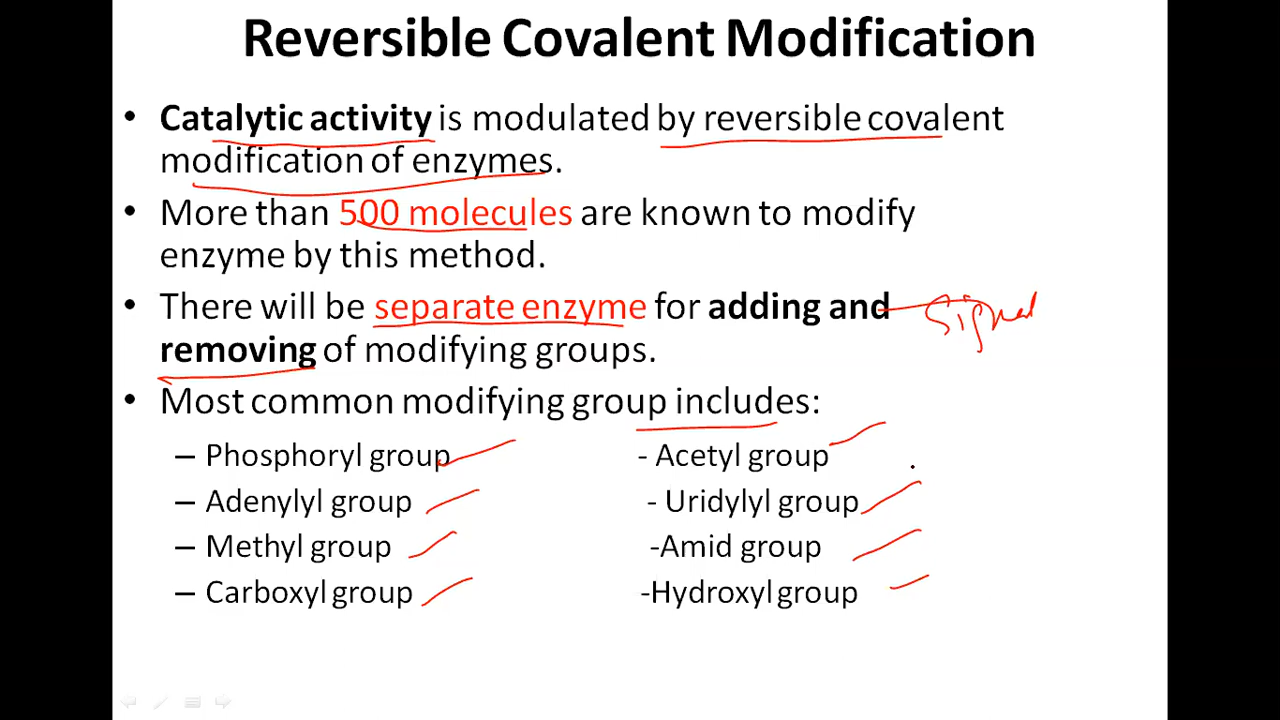 Reversible Covalent Modification
• Catalytic activity is modulated by reversible covalent
modification of enzymes.
• More than 500 molecules are known to modify
enzyme by this method.
• There will be separate enzyme for adding and
Signal
removing of modifying groups.
• Most common modifying group includes:
– Phosphoryl group - Acetyl group
– Adenylyl group - Uridylyl group
– Methyl group -Amid group
– Carboxyl group -Hydroxyl group